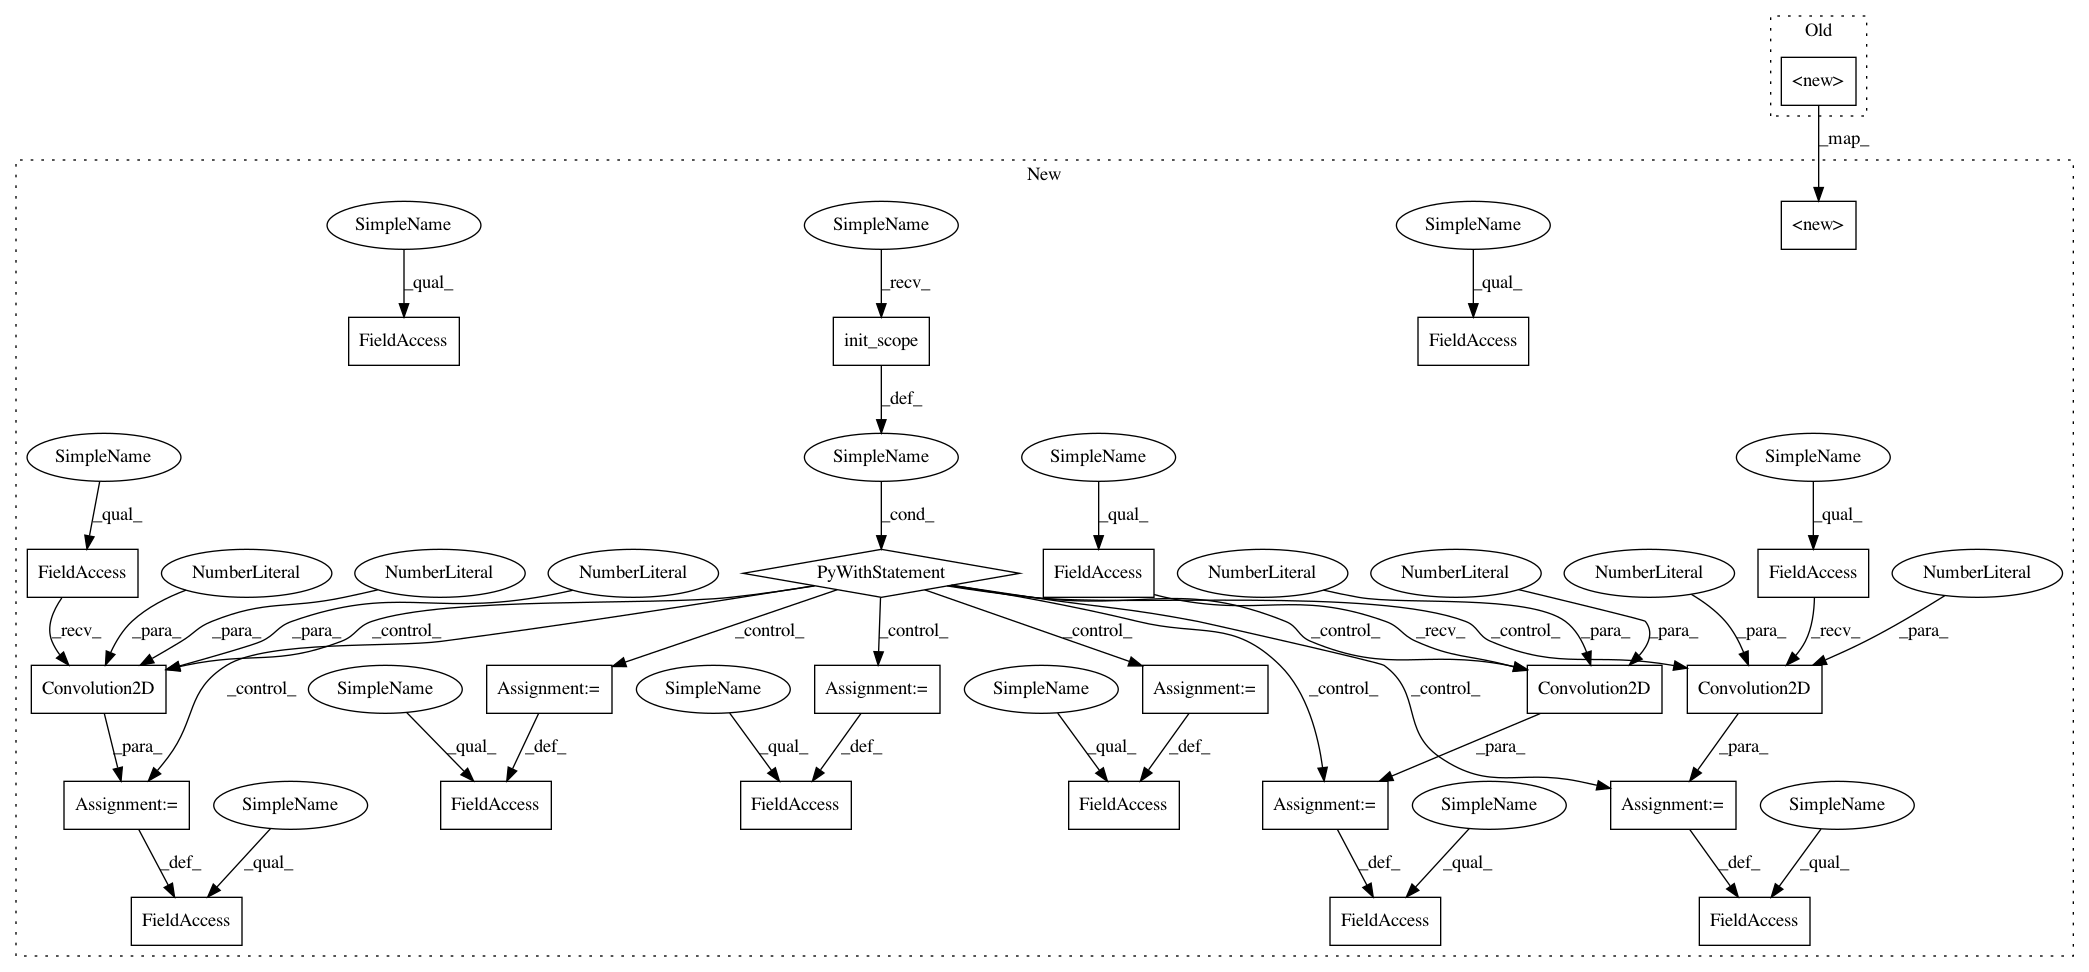 Old
<new>
_map_
New
SimpleName
SimpleName
SimpleName
<new>
_qual_
_recv_
_qual_
FieldAccess
init_scope
FieldAccess
_def_
SimpleName
SimpleName
SimpleName
SimpleName
_qual_
_cond_
_qual_
_qual_
FieldAccess
NumberLiteral
NumberLiteral
NumberLiteral
PyWithStatement
FieldAccess
NumberLiteral
NumberLiteral
NumberLiteral
FieldAccess
NumberLiteral
_recv_
_para_
_para_
_para_
_control_
_control_
_control_
_control_
_control_
_recv_
_control_
_para_
_para_
_para_
_recv_
_para_
Convolution2D
_control_
SimpleName
Assignment:=
SimpleName
Assignment:=
SimpleName
Assignment:=
_control_
_control_
Convolution2D
Convolution2D
_para_
_qual_
_def_
_qual_
_def_
_qual_
_def_
_para_
_para_
Assignment:=
SimpleName
FieldAccess
FieldAccess
FieldAccess
Assignment:=
SimpleName
Assignment:=
SimpleName
_def_
_qual_
_def_
_qual_
_def_
_qual_
FieldAccess
FieldAccess
FieldAccess